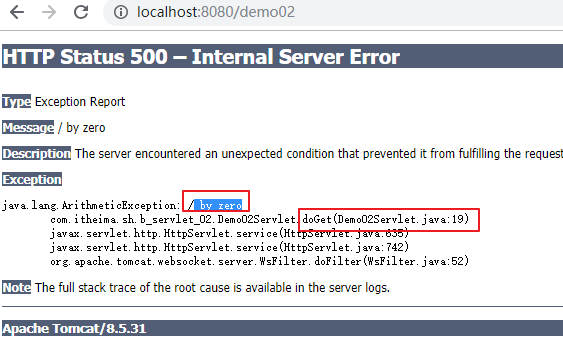 localhost:8080/demo02
HTTP Status 500 – Internal Server Error
Type Exception Report
Message / by zero
Description The server encountered an unexpected condition that prevented it from fulfilling the request
Exception
java.lang.ArithmeticException: / by zero
com.itheima.sh.b_servlet_02.Demo02Servlet.doGet(Demo02Servlet.java:19)
javax.servlet.http.HttpServlet.service(HttpServlet.java:635)
javax.servlet.http.HttpServlet.service(HttpServlet.java:742)
org.apache.tomcat.websocket.server.WsFilter.doFilter(WsFilter.java:52)
Note The full stack trace of the root cause is available in the server logs.
Apache Tomcat/8.5.31